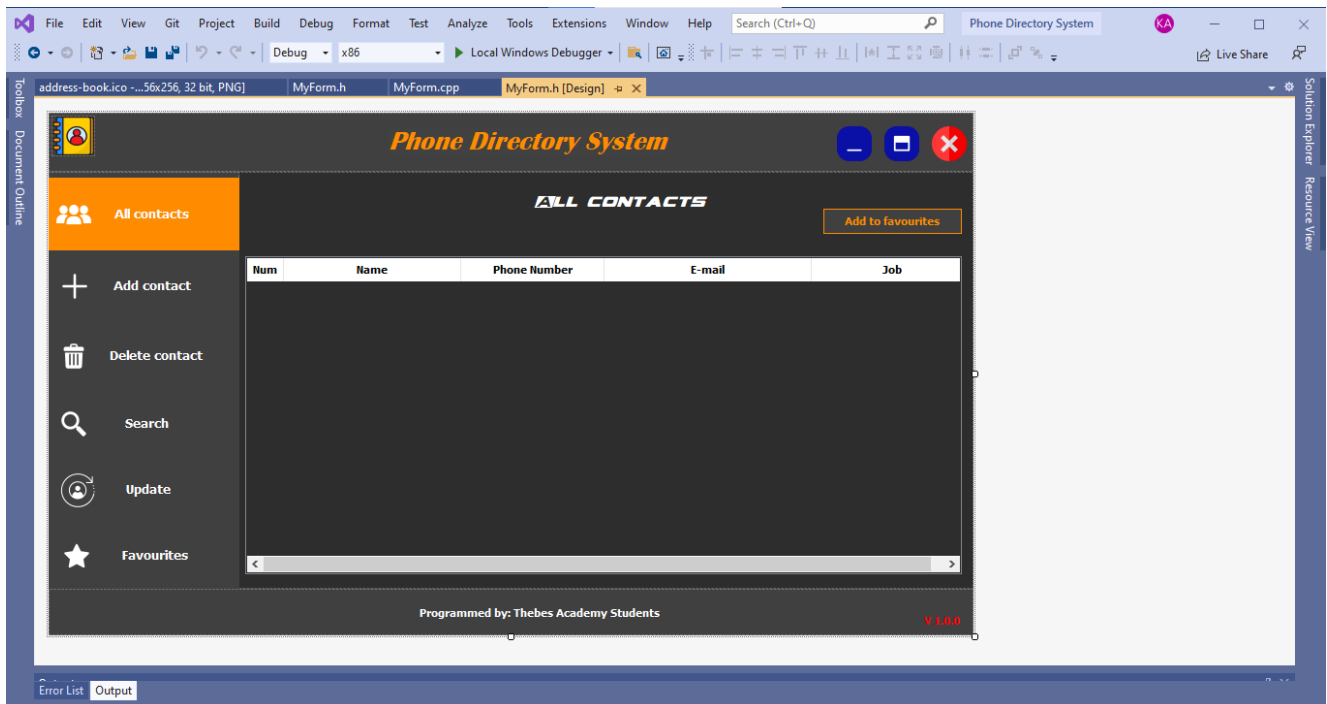 File Edit View Git Project Build Debug Format Test Analyze Tools Extensions Window Help Search (Ctrl+Q) Phone Directory System KA
Debug x86 Local Windows Debugger Live Share
Toolbox
Document Outline
address-book.ico -...56x256, 32 bit, PNG] MyForm.h MyForm.cpp MyForm.h [Design]
Phone Directory System
All contacts
Add contact
Delete contact
Search
Update
Favourites
ALL CONTACTS
Add to favourites
Num Name Phone Number E-mail Job
Programmed by: Thebes Academy Students
V 1.0.0
Solution Explorer
Resource View
Error List Output